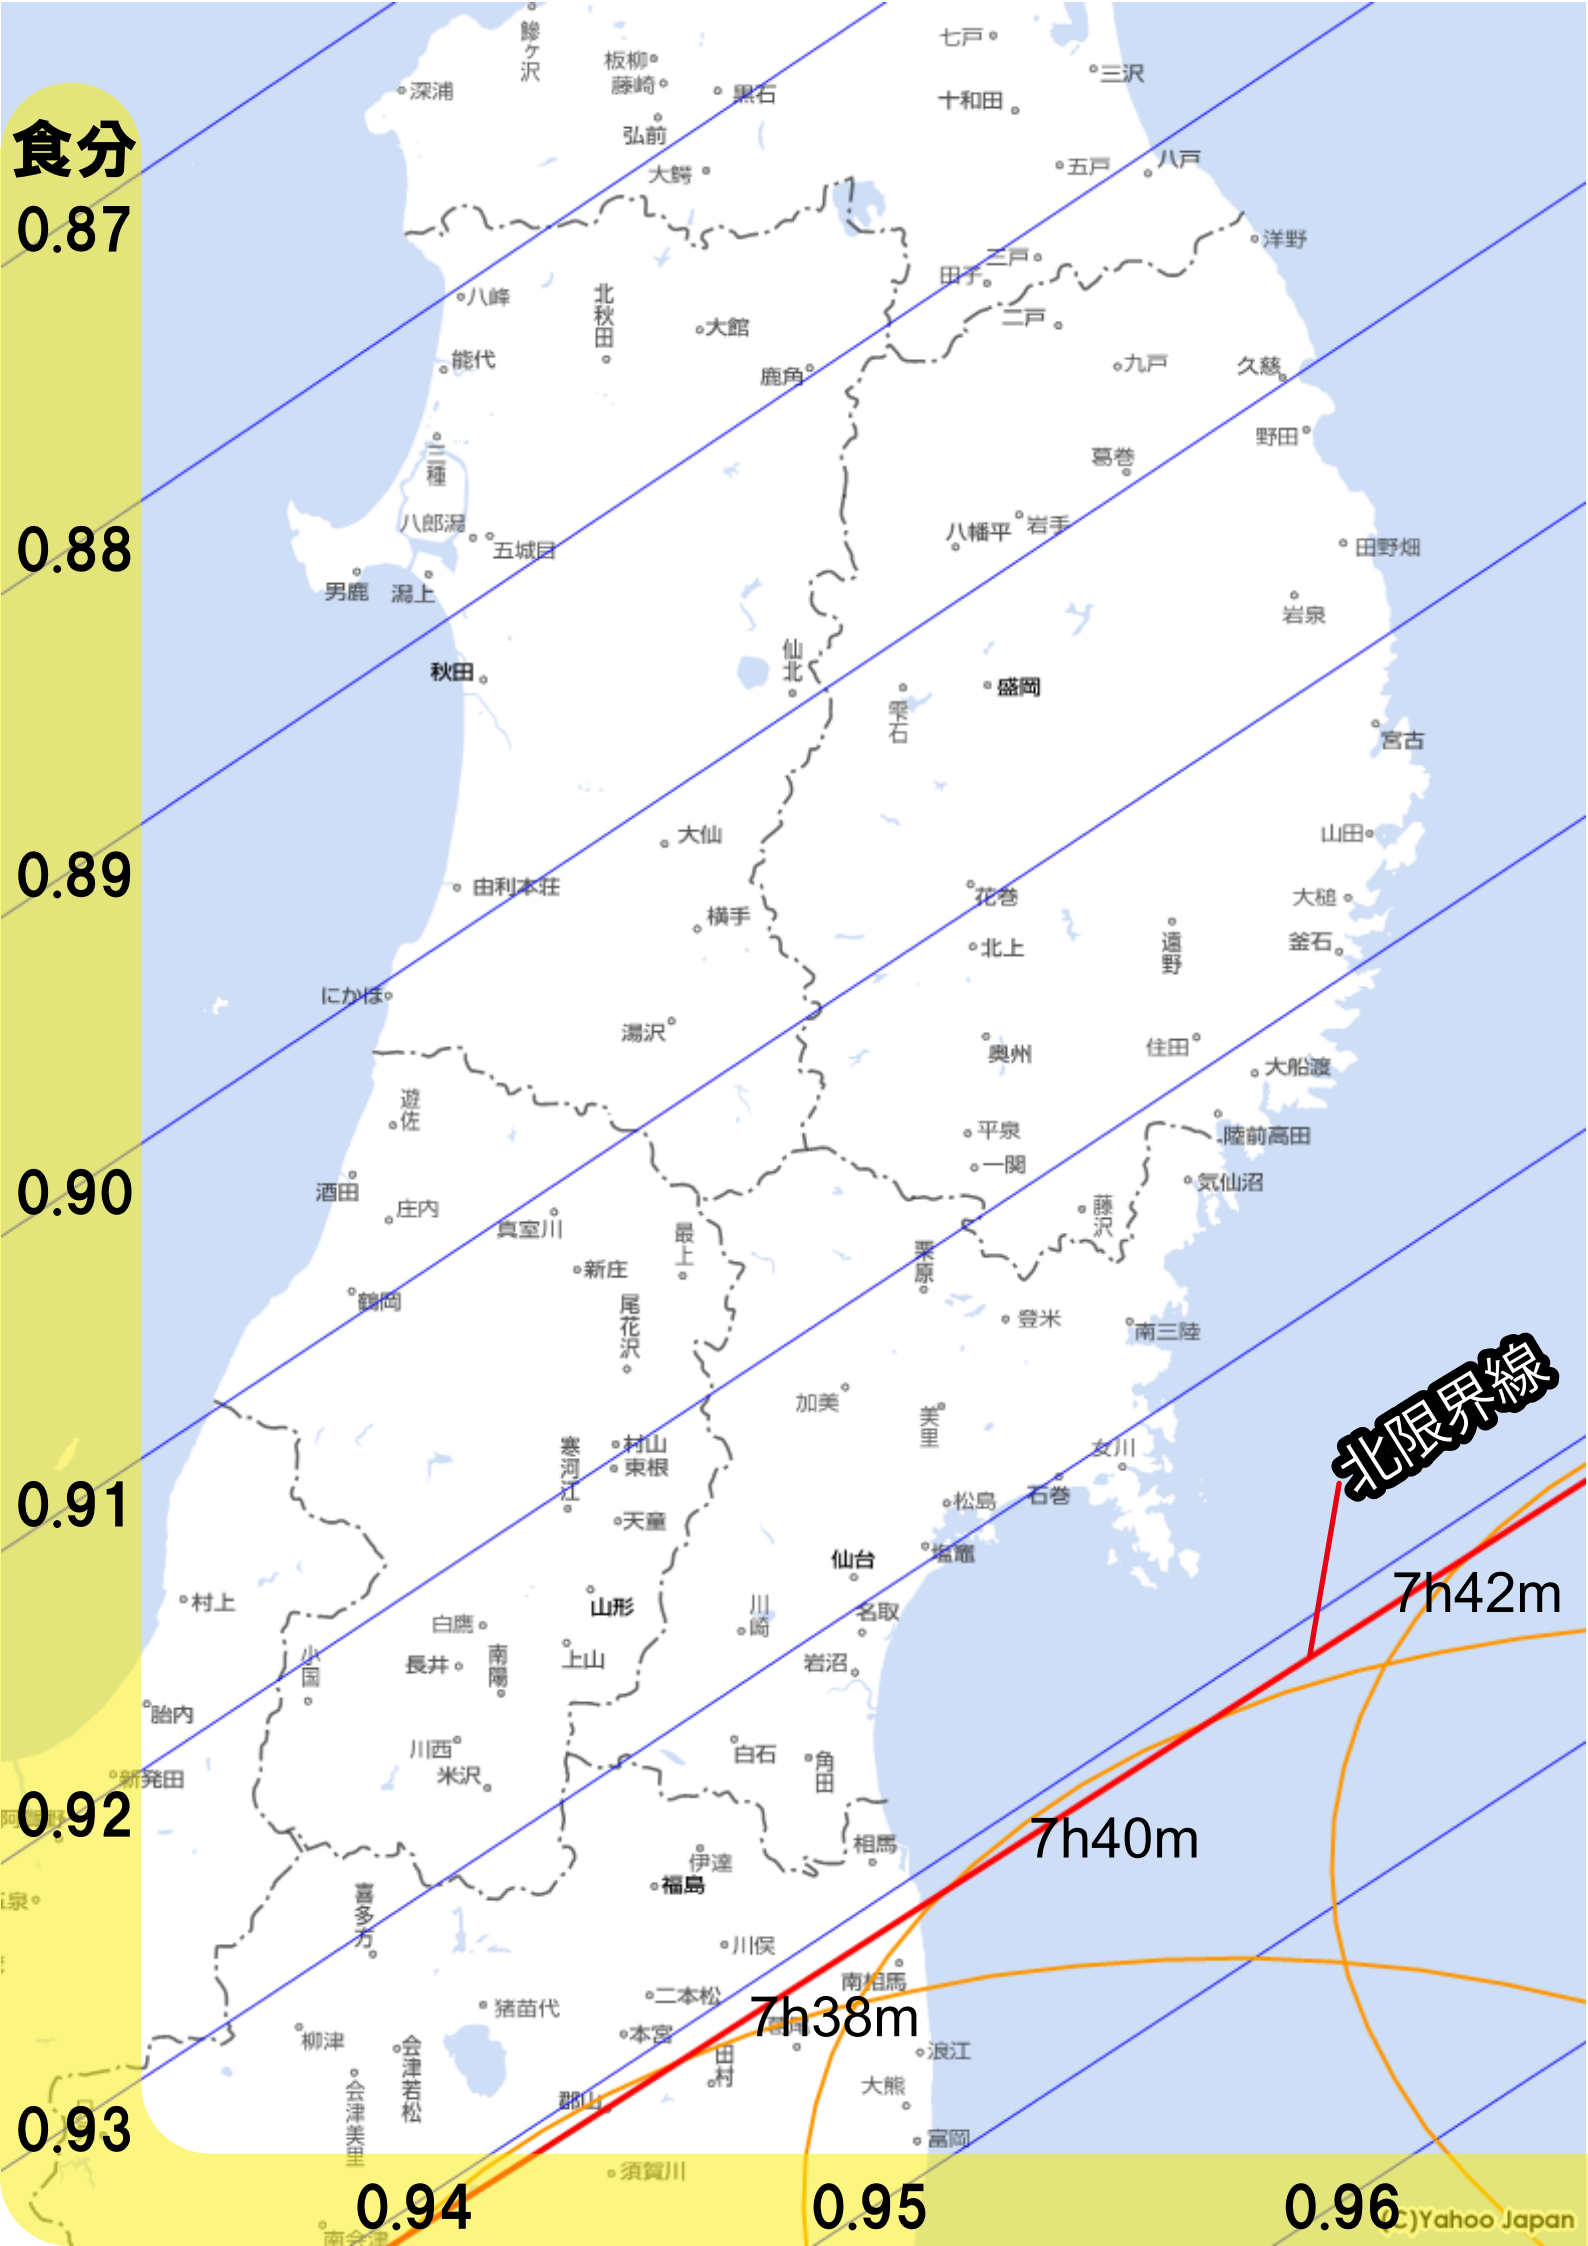 鰺ヶ沢
七戸
板柳
三沢
藤崎
深浦
黒石
十和田
弘前
食分
八戸
五戸
大鰐
0.87
洋野
三戸
田子
八峰
北秋田
二戸
大館
能代
九戸
久慈
鹿角
野田
葛巻
三種
八郎潟
岩手
八幡平
0.88
五城目
田野畑
男鹿
潟上
岩泉
仙北
秋田
盛岡
雫石
宮古
大仙
山田
0.89
由利本荘
花巻
大槌
横手
釜石
北上
遠野
にかほ
湯沢
奥州
住田
大船渡
遊佐
平泉
陸前高田
一関
気仙沼
0.90
酒田
庄内
藤沢
真室川
最上
栗原
新庄
鶴岡
尾花沢
登米
南三陸
北限界線
加美
美里
村山
女川
寒河江
東根
石巻
0.91
松島
天童
塩竈
仙台
7h42m
村上
山形
川崎
名取
白鷹
小国
長井
南陽
上山
岩沼
胎内
川西
白石
角田
米沢
新発田
0.92
阿賀野
7h40m
相馬
伊達
福島
五泉
喜多方
川俣
南相馬
二本松
猪苗代
7h38m
葛尾
本宮
柳津
会津若松
田村
浪江
大熊
会津美里
郡山
0.93
富岡
須賀川
0.94
0.95
0.96
(C)Yahoo Japan
南会津